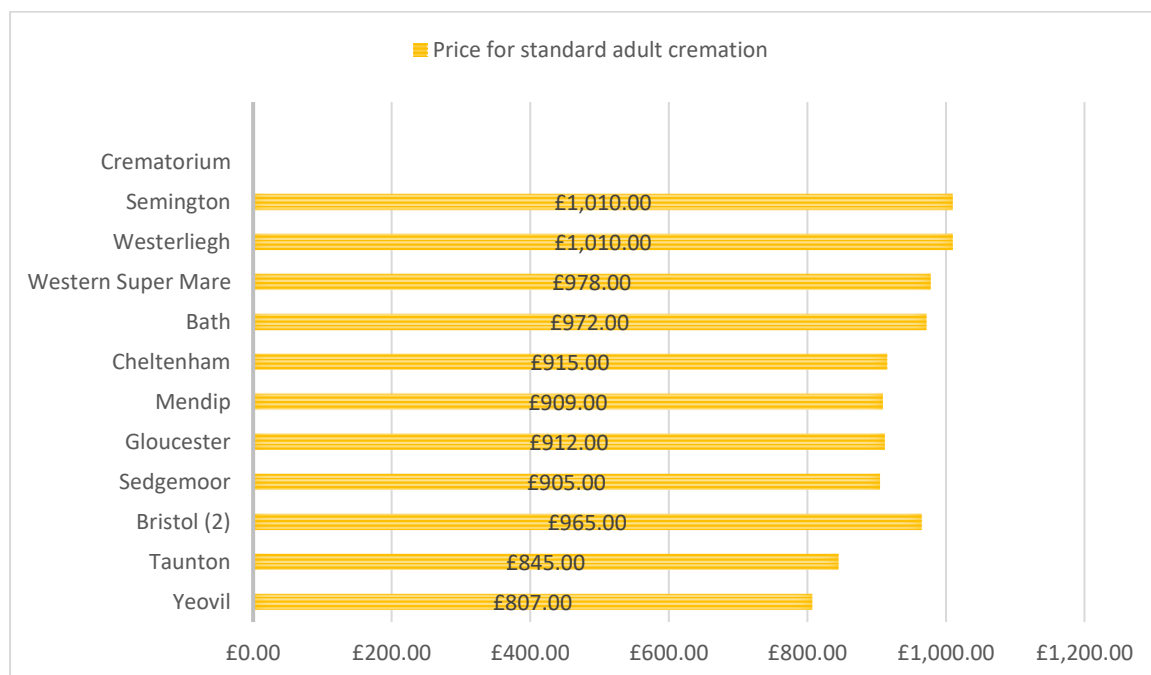 Price for standard adult cremation
Crematorium
Semington £1,010.00
Westerliegh £1,010.00
Western Super Mare £978.00
Bath £972.00
Cheltenham £915.00
Mendip £909.00
Gloucester £912.00
Sedgemoor £905.00
Bristol (2) £965.00
Taunton £845.00
Yeovil £807.00
£0.00 £200.00 £400.00 £600.00 £800.00 £1,000.00 £1,200.00